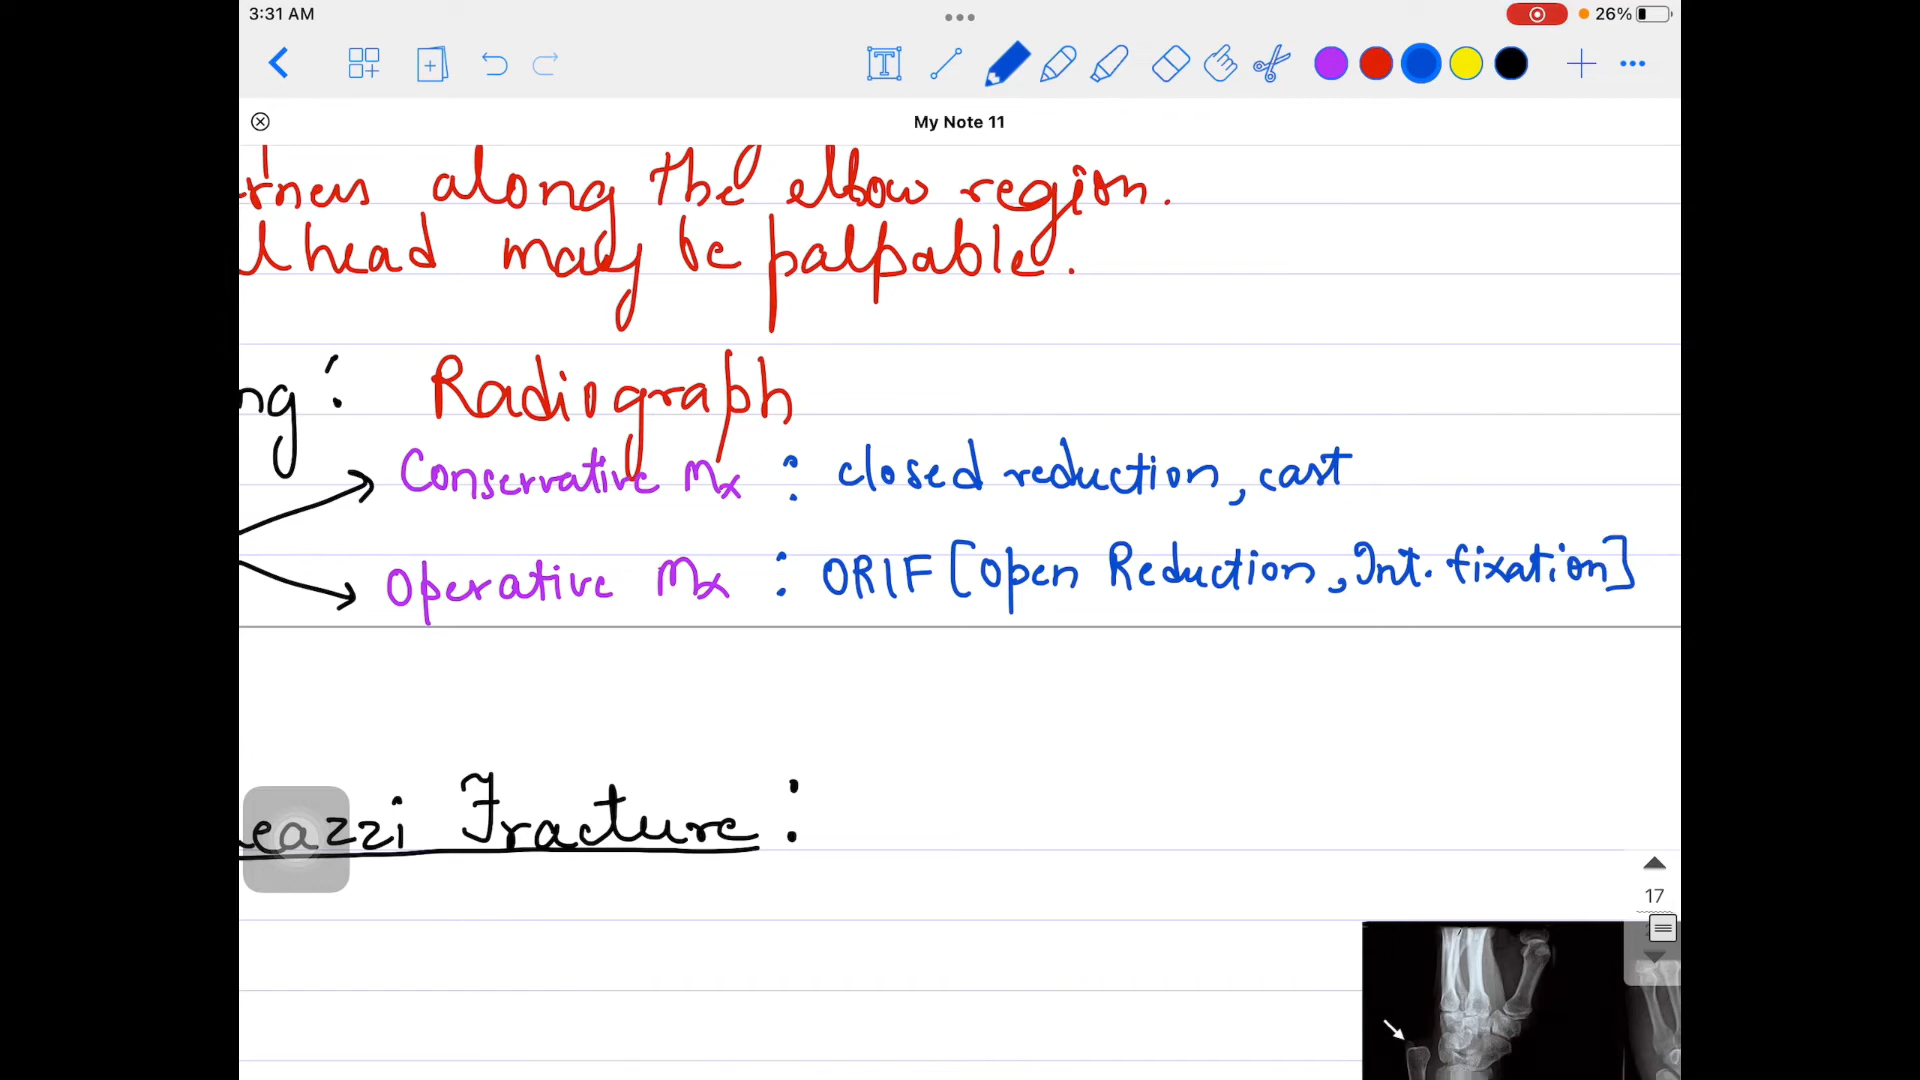 3:31 AM
26%
T
My Note 11
rness along the elbow region.
l head may be palpable.
ng : Radiograph
Conservative Mx : closed reduction, cast
Operative Mx : ORIF [Open Reduction, Int. fixation]
eazzi Fracture :
17